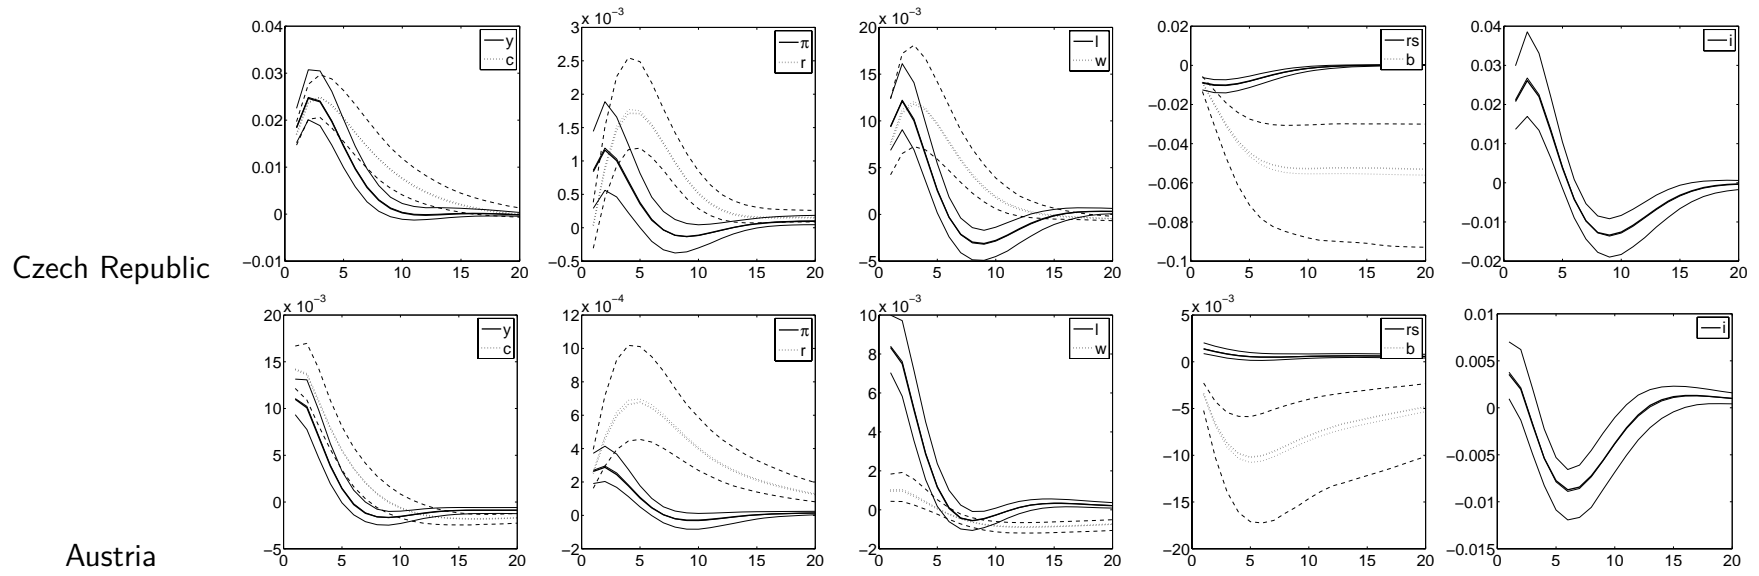 x 10⁻³ x 10⁻³
0.04 3 20 0.02 0.04
y π l rs i
c r w b
0.03 2.5 15 0 0.03
2 -0.02 0.02
0.02 1.5 10 -0.04 0.01
0.01 1 5 -0.06 0
0.5
0 0 0 -0.08 -0.01
-0.01 -0.5 -5 -0.1 -0.02
0 5 10 15 20 0 5 10 15 20 0 5 10 15 20 0 5 10 15 20 0 5 10 15 20
Czech Republic
x 10⁻³ x 10⁻⁴ x 10⁻³ x 10⁻³
20 12 10 5 0.01
y π l rs i
c r w b
15 10 8 0 0.005
8
10 6 6 -5 0
4
5 4 -10 -0.005
2 2
0 0 0 -15 -0.01
-5 -2 -2 -20 -0.015
0 5 10 15 20 0 5 10 15 20 0 5 10 15 20 0 5 10 15 20 0 5 10 15 20
Austria